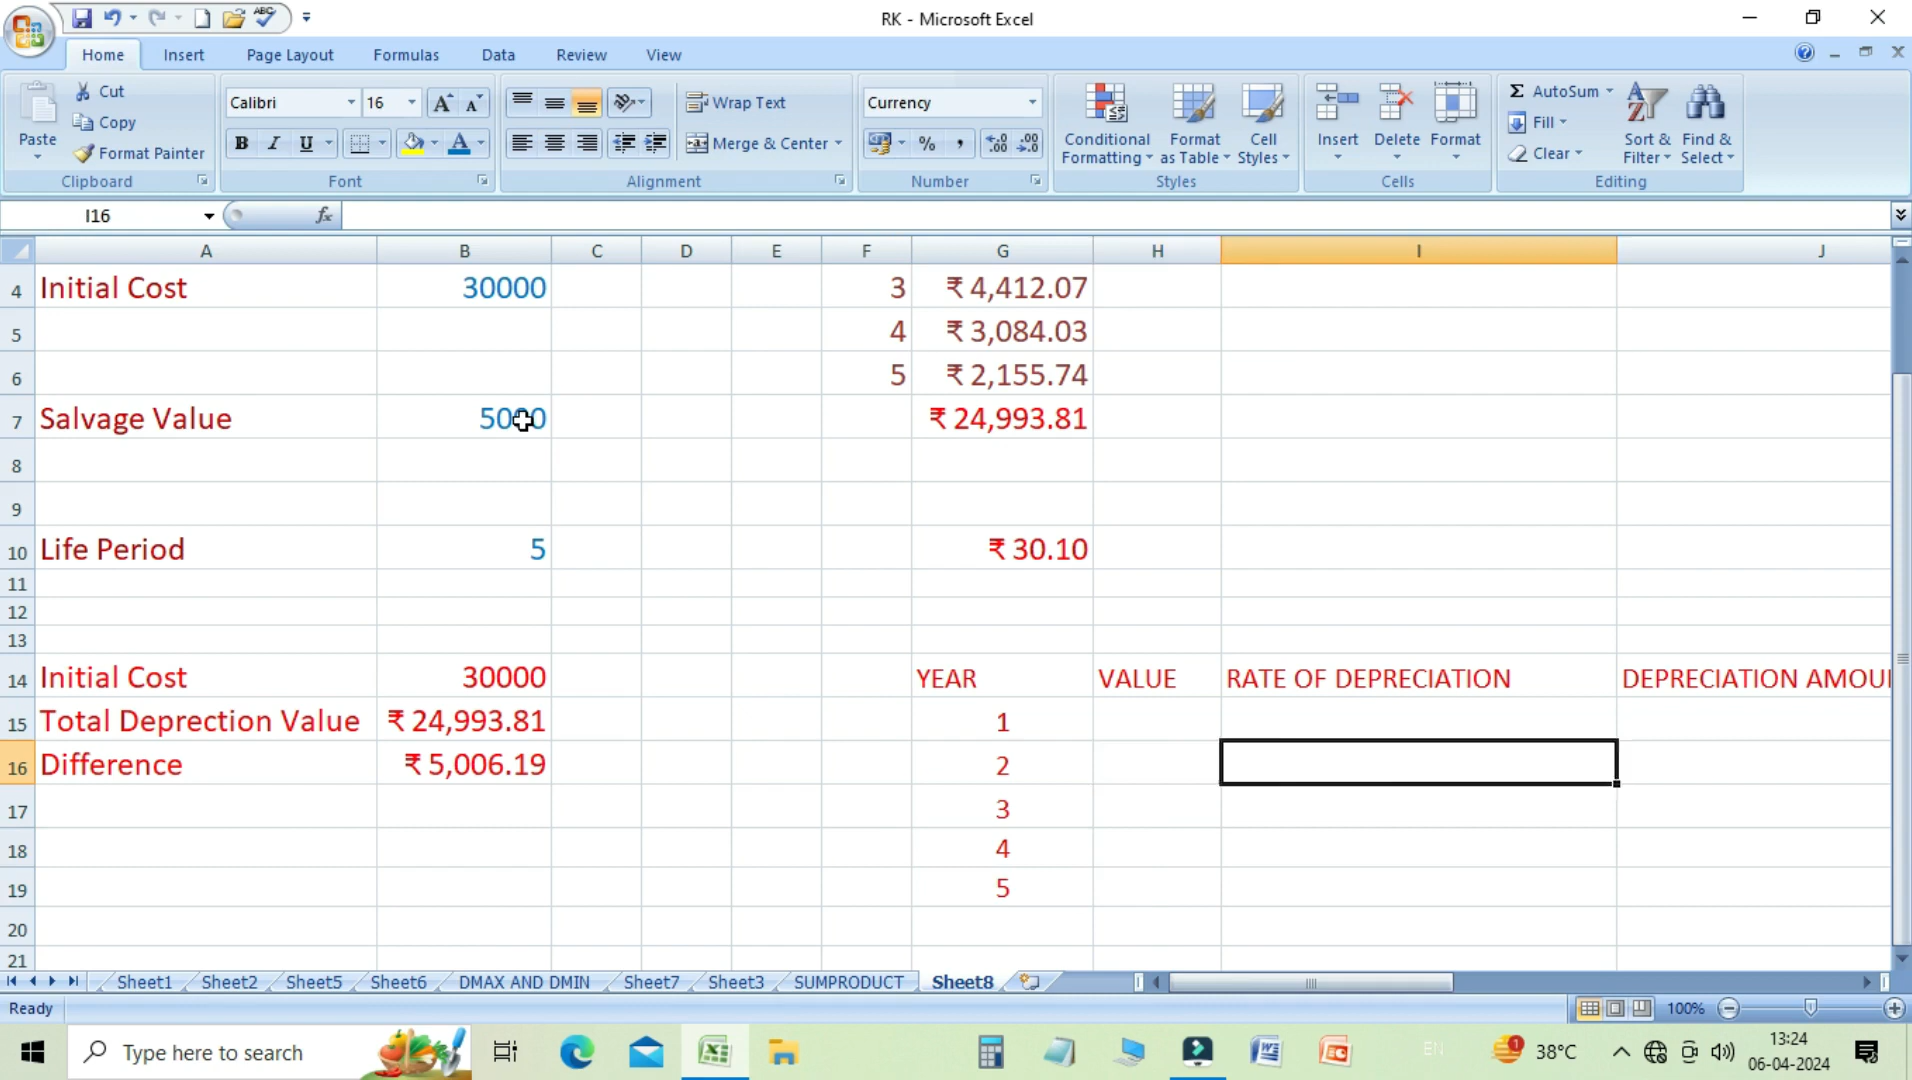 RK - Microsoft Excel
Home Insert Page Layout Formulas Data Review View
Paste Cut Copy Format Painter Clipboard
Calibri 16 Font
Wrap Text Merge & Center Alignment
Currency Number
Conditional Formatting Format as Table Cell Styles Styles
Insert Delete Format Cells
Σ AutoSum Fill Clear Sort & Filter Find & Select Editing
I16 fx
A B C D E F G H I J
4 Initial Cost 30000 3 ₹ 4,412.07
5 4 ₹ 3,084.03
6 5 ₹ 2,155.74
7 Salvage Value 5000 ₹ 24,993.81
8
9
10 Life Period 5 ₹ 30.10
11
12
13
14 Initial Cost 30000 YEAR VALUE RATE OF DEPRECIATION DEPRECIATION AMOU
15 Total Deprection Value ₹ 24,993.81 1
16 Difference ₹ 5,006.19 2
17 3
18 4
19 5
20
21
Sheet1 Sheet2 Sheet5 Sheet6 DMAX AND DMIN Sheet7 Sheet3 SUMPRODUCT Sheet8
Ready 100%
Type here to search EN 1 38°C 13:24
06-04-2024